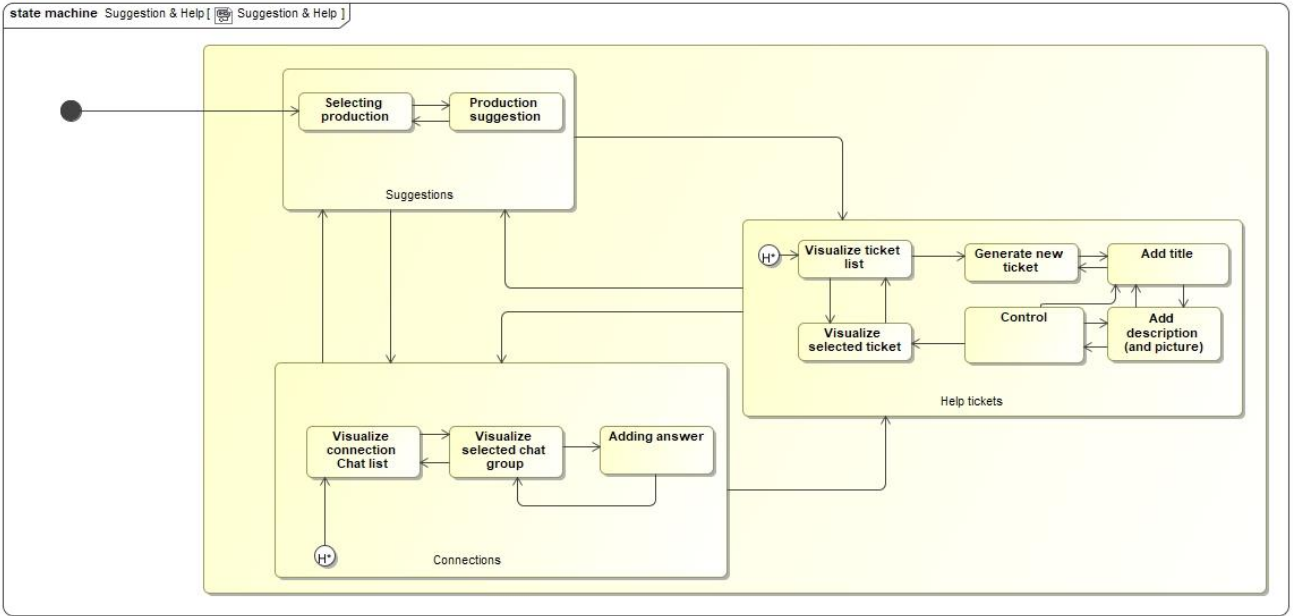 state machine Suggestion & Help [ Suggestion & Help ]
Selecting
production
Production
suggestion
Suggestions
H*
Visualize ticket
list
Generate new
ticket
Add title
Visualize
selected ticket
Control
Add
description
(and picture)
Help tickets
Visualize
connection
Chat list
Visualize
selected chat
group
Adding answer
H*
Connections